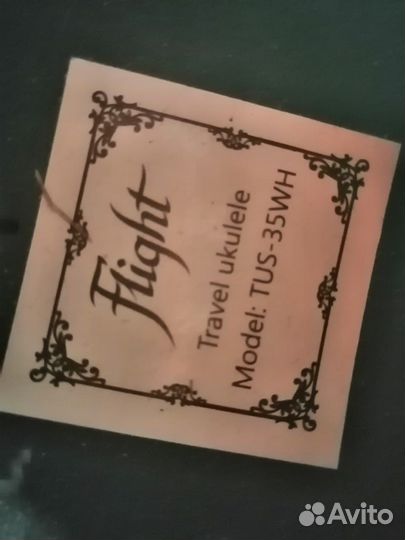 Flight
Travel ukulele
Model: TUS-35WH
Avito